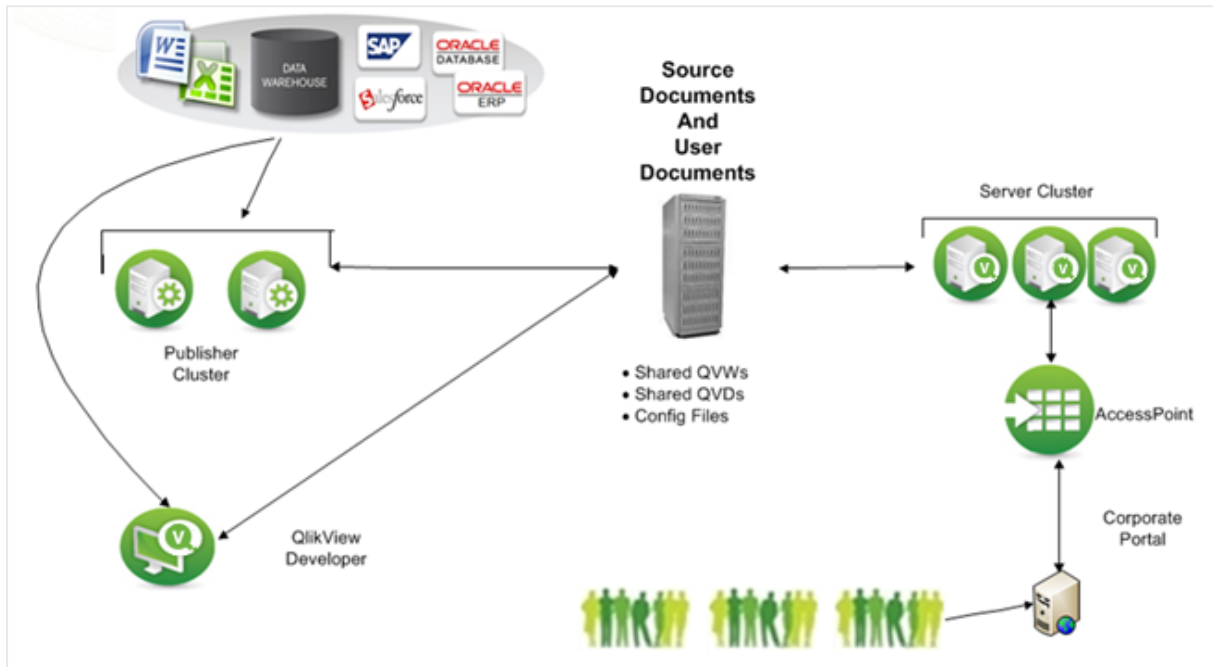 W
X
DATA
WAREHOUSE
SAP
ORACLE
DATABASE
salesforce
ORACLE
ERP
Source
Documents
And
User
Documents
Server Cluster
V
V
V
Publisher
Cluster
• Shared QVWs
• Shared QVDs
• Config Files
AccessPoint
V
QlikView
Developer
Corporate
Portal